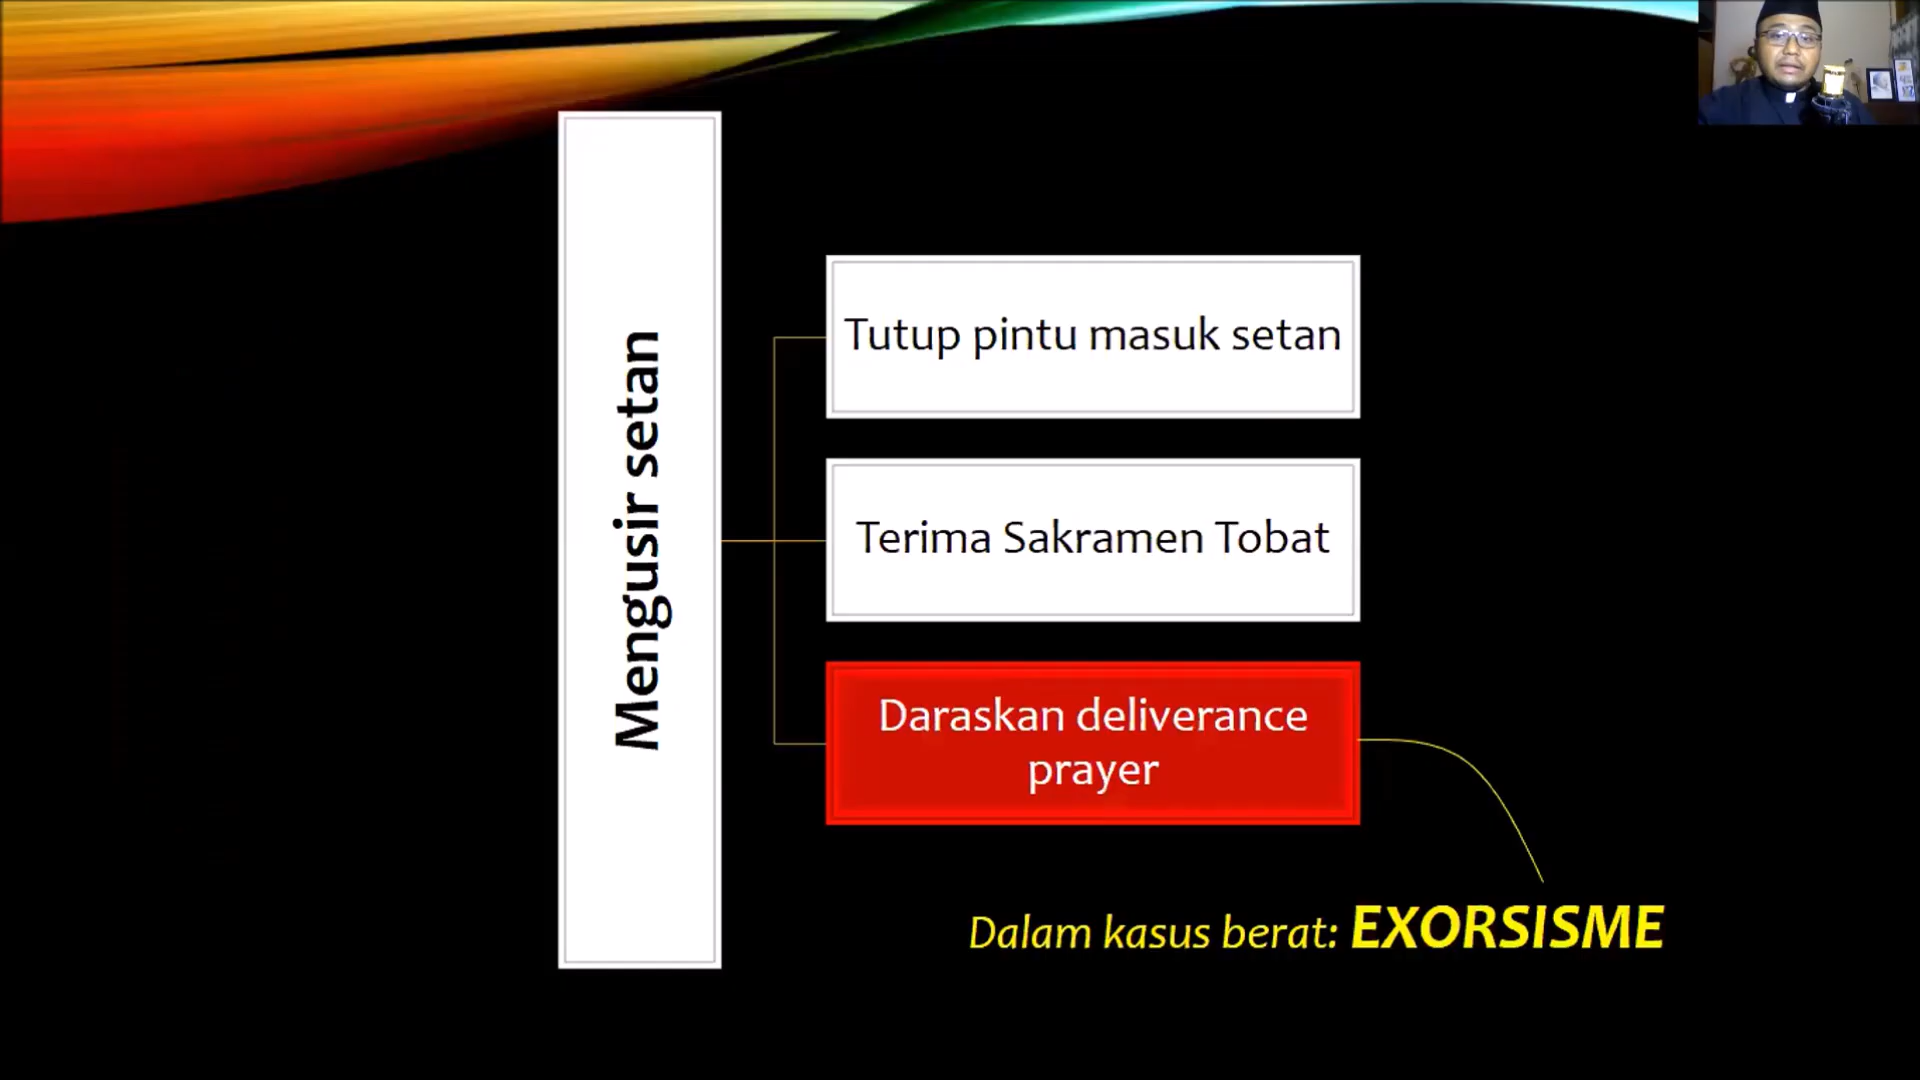 Mengusir setan
Tutup pintu masuk setan
Terima Sakramen Tobat
Daraskan deliverance
prayer
Dalam kasus berat: EXORSISME